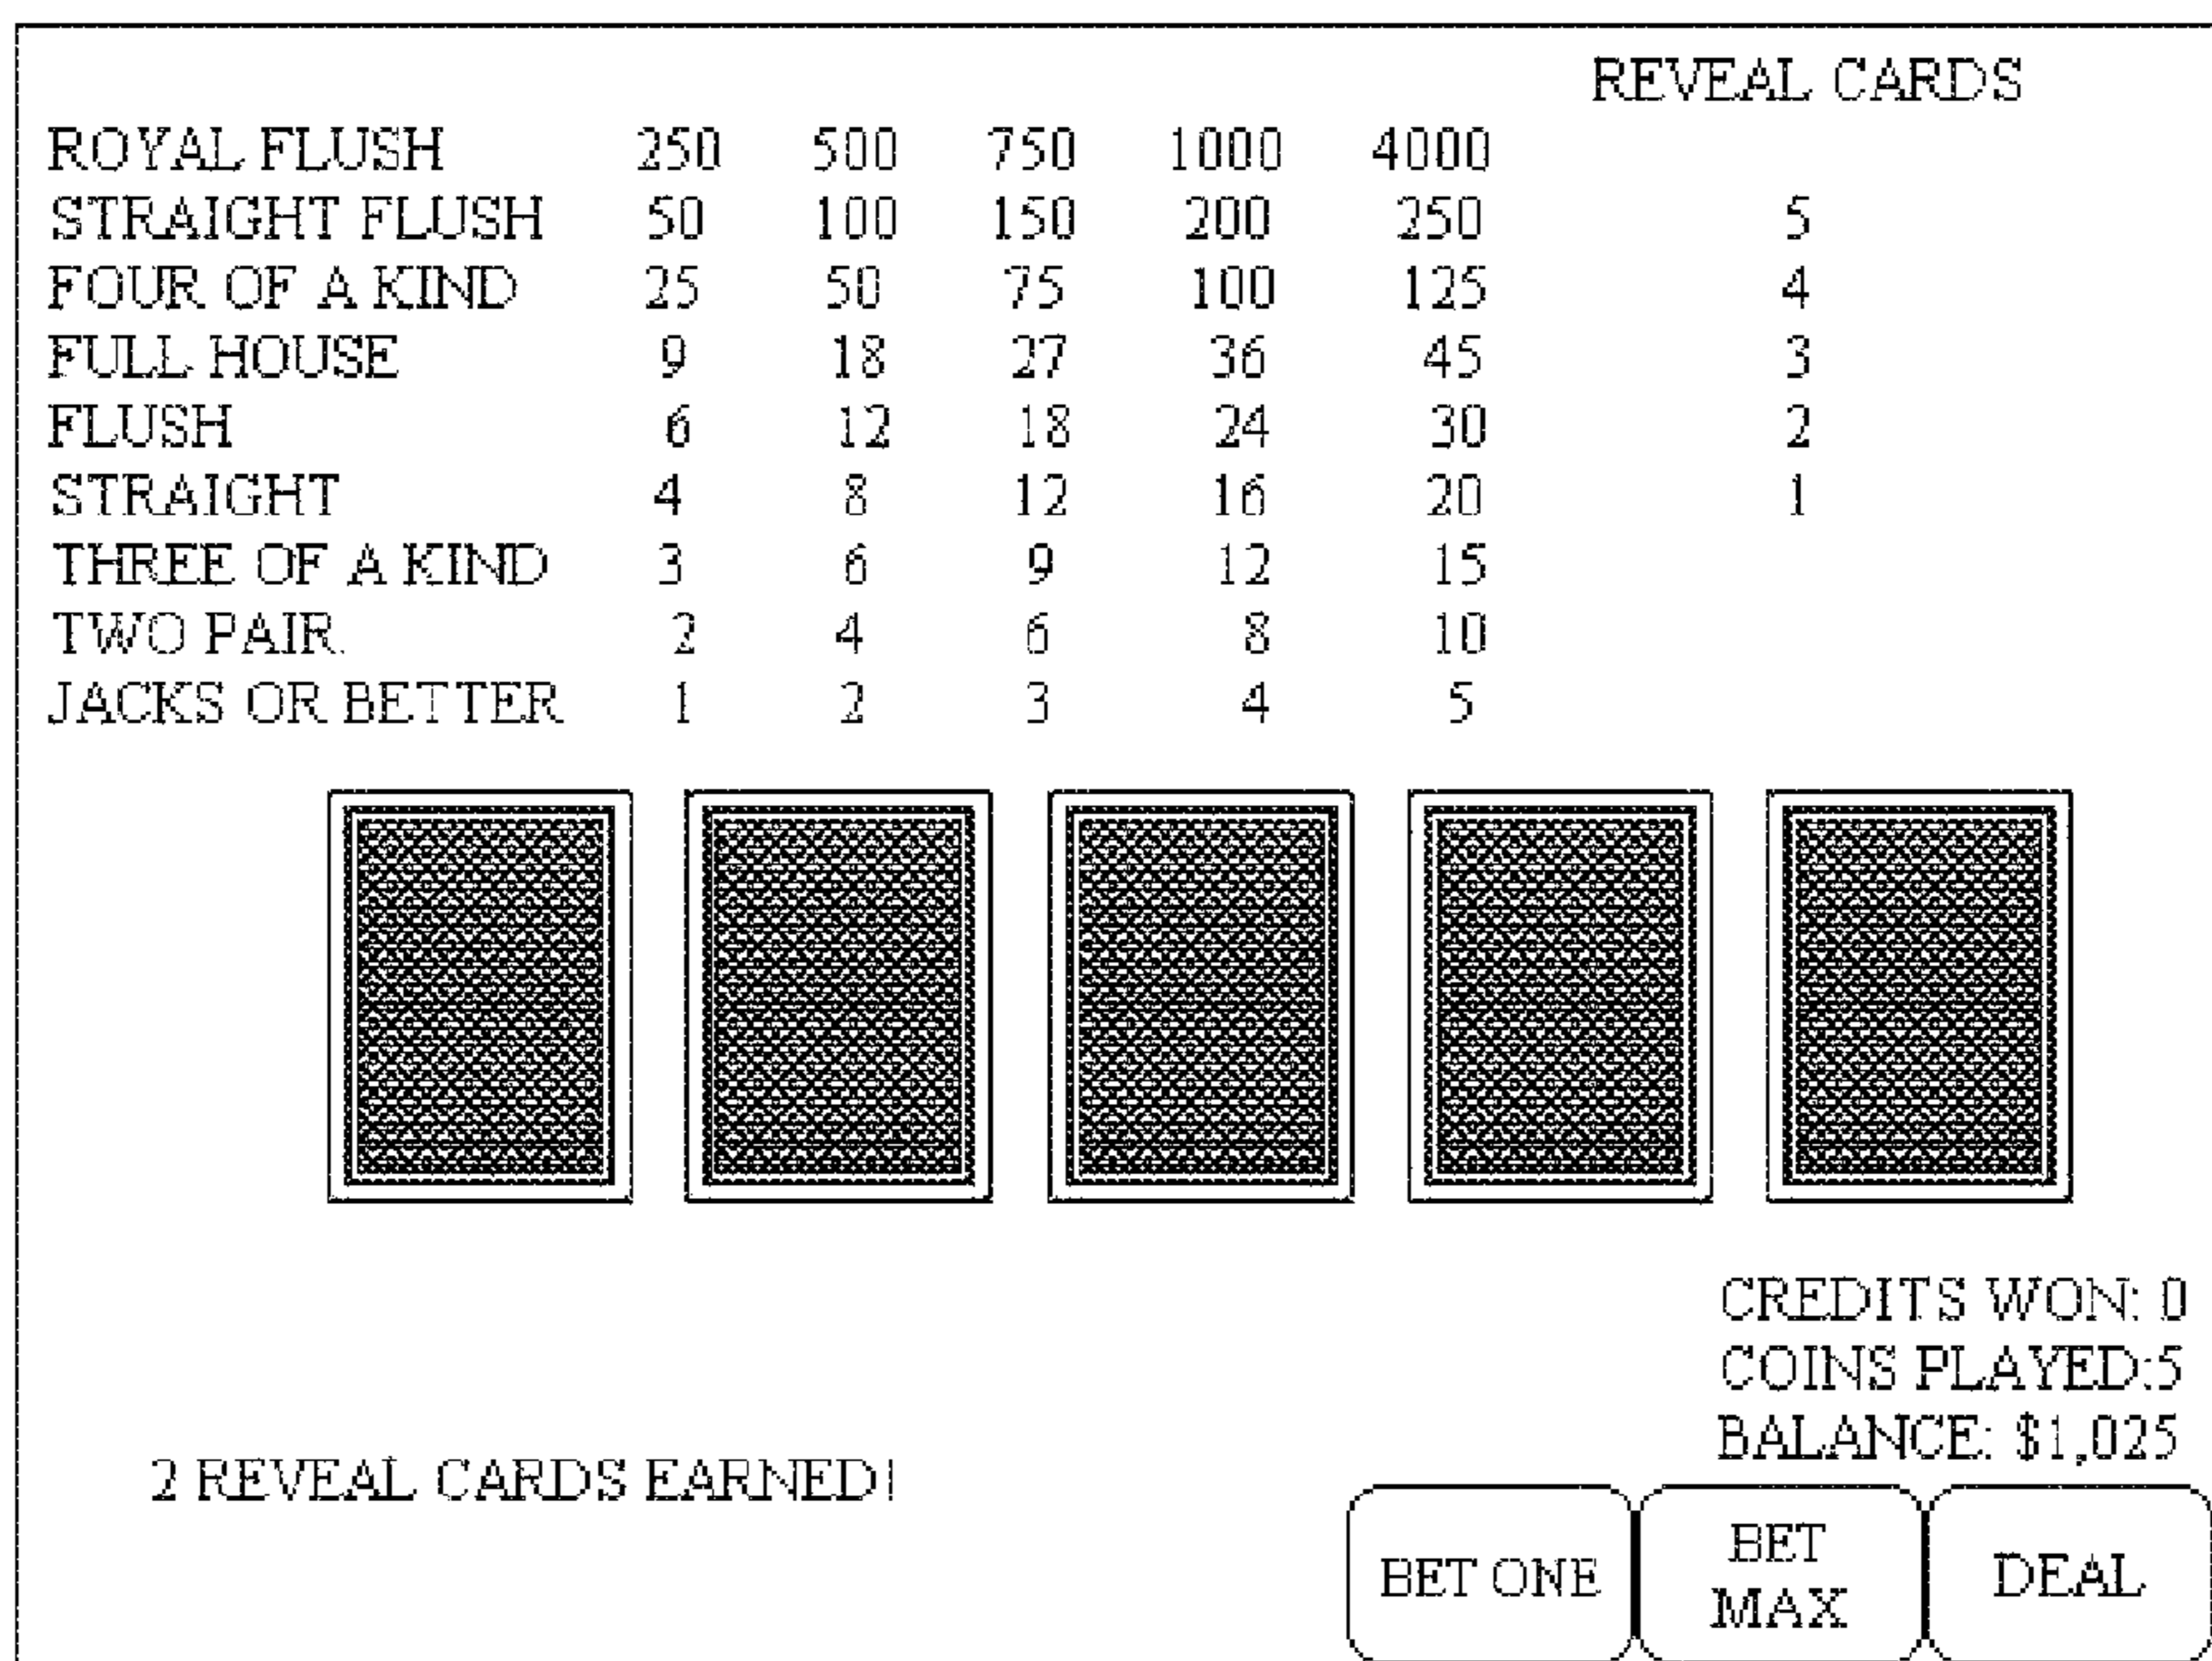 REVEAL CARDS
ROYAL FLUSH 250 500 750 1000 4000
STRAIGHT FLUSH 50 100 150 200 250 5
FOUR OF A KIND 25 50 75 100 125 4
FULL HOUSE 9 18 27 36 45 3
FLUSH 6 12 18 24 30 2
STRAIGHT 4 8 12 16 20 1
THREE OF A KIND 3 6 9 12 15
TWO PAIR 2 4 6 8 10
JACKS OR BETTER 1 2 3 4 5
CREDITS WON: 0
COINS PLAYED:5
BALANCE: $1,025
2 REVEAL CARDS EARNED!
BET ONE
BET
MAX
DEAL